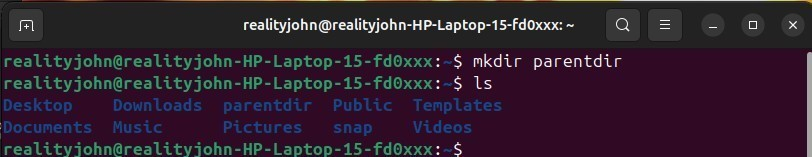 realityjohn@realityjohn-HP-Laptop-15-fd0xxx: ~
realityjohn@realityjohn-HP-Laptop-15-fd0xxx:~$ mkdir parentdir
realityjohn@realityjohn-HP-Laptop-15-fd0xxx:~$ ls
Desktop Downloads parentdir Public Templates
Documents Music Pictures snap Videos
realityjohn@realityjohn-HP-Laptop-15-fd0xxx:~$